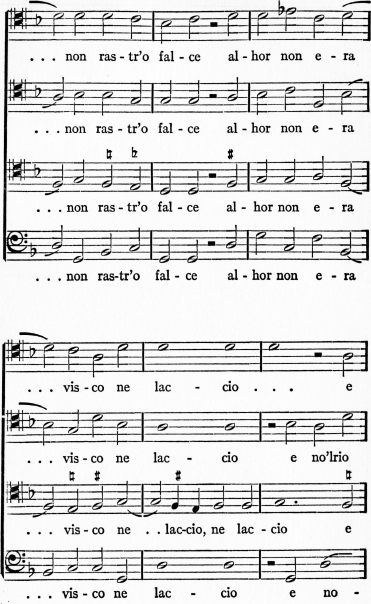 . . . non ras - tr'o fal - ce al - hor non e - ra
. . . non ras - tr'o fal - ce al - hor non e - ra
. . . non ras - tr'o fal - ce al - hor non e - ra
. . . non ras-tr'o fal - ce al - hor non e - ra
. . . vis - co ne lac - cio . . . e
. . . vis - co ne lac - cio e no'lrio
. . . vis - co ne . . lac-cio, ne lac - cio e
. . . vis - co ne lac - cio e no -